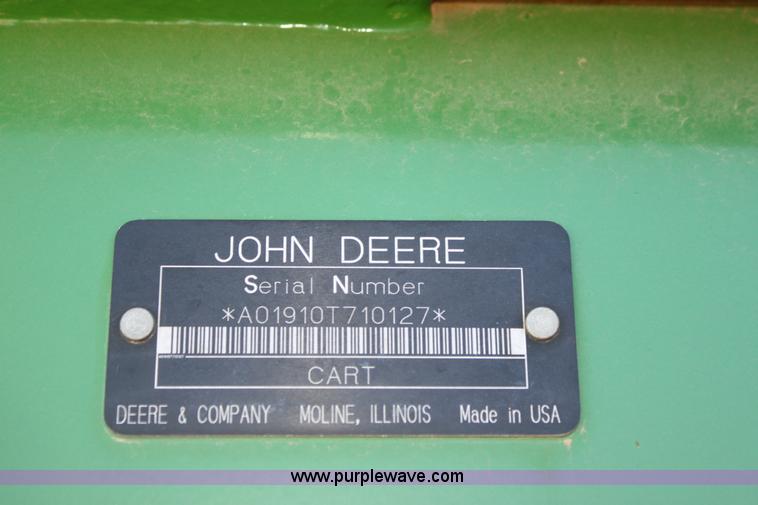 JOHN DEERE
Serial Number
*A01910T710127*
CART
DEERE & COMPANY MOLINE, ILLINOIS Made in USA
www.purplewave.com